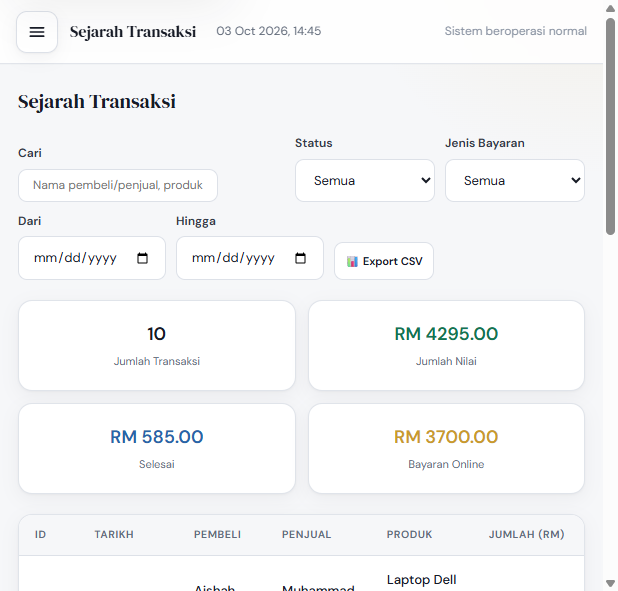 Sejarah Transaksi 03 Oct 2026, 14:45 Sistem beroperasi normal
Sejarah Transaksi
Cari Status Jenis Bayaran
Nama pembeli/penjual, produk Semua Semua
Dari Hingga
mm/dd/yyyy mm/dd/yyyy Export CSV
10 RM 4295.00
Jumlah Transaksi Jumlah Nilai
RM 585.00 RM 3700.00
Selesai Bayaran Online
ID TARIKH PEMBELI PENJUAL PRODUK JUMLAH (RM)
Laptop Dell
Aishah Muhammad